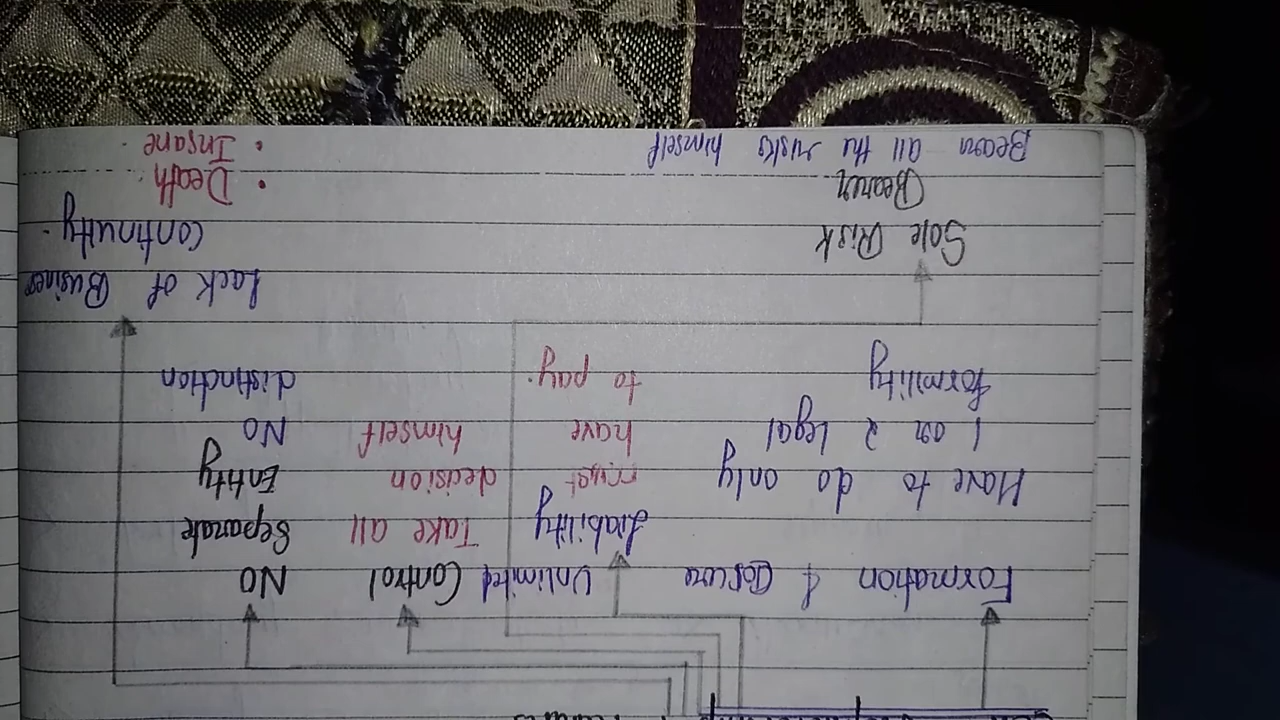 Formation & Closure
Have to do only
1 or 2 Legal
formility
Unlimited
Liability
must
have
to pay.
Control
Take all
decision
himself
NO
Separate
Entity
NO
distinction
Sole Risk
Bearer
Bears all the risks himself
Lack of Business
Continuity.
• Death.
• Insane.